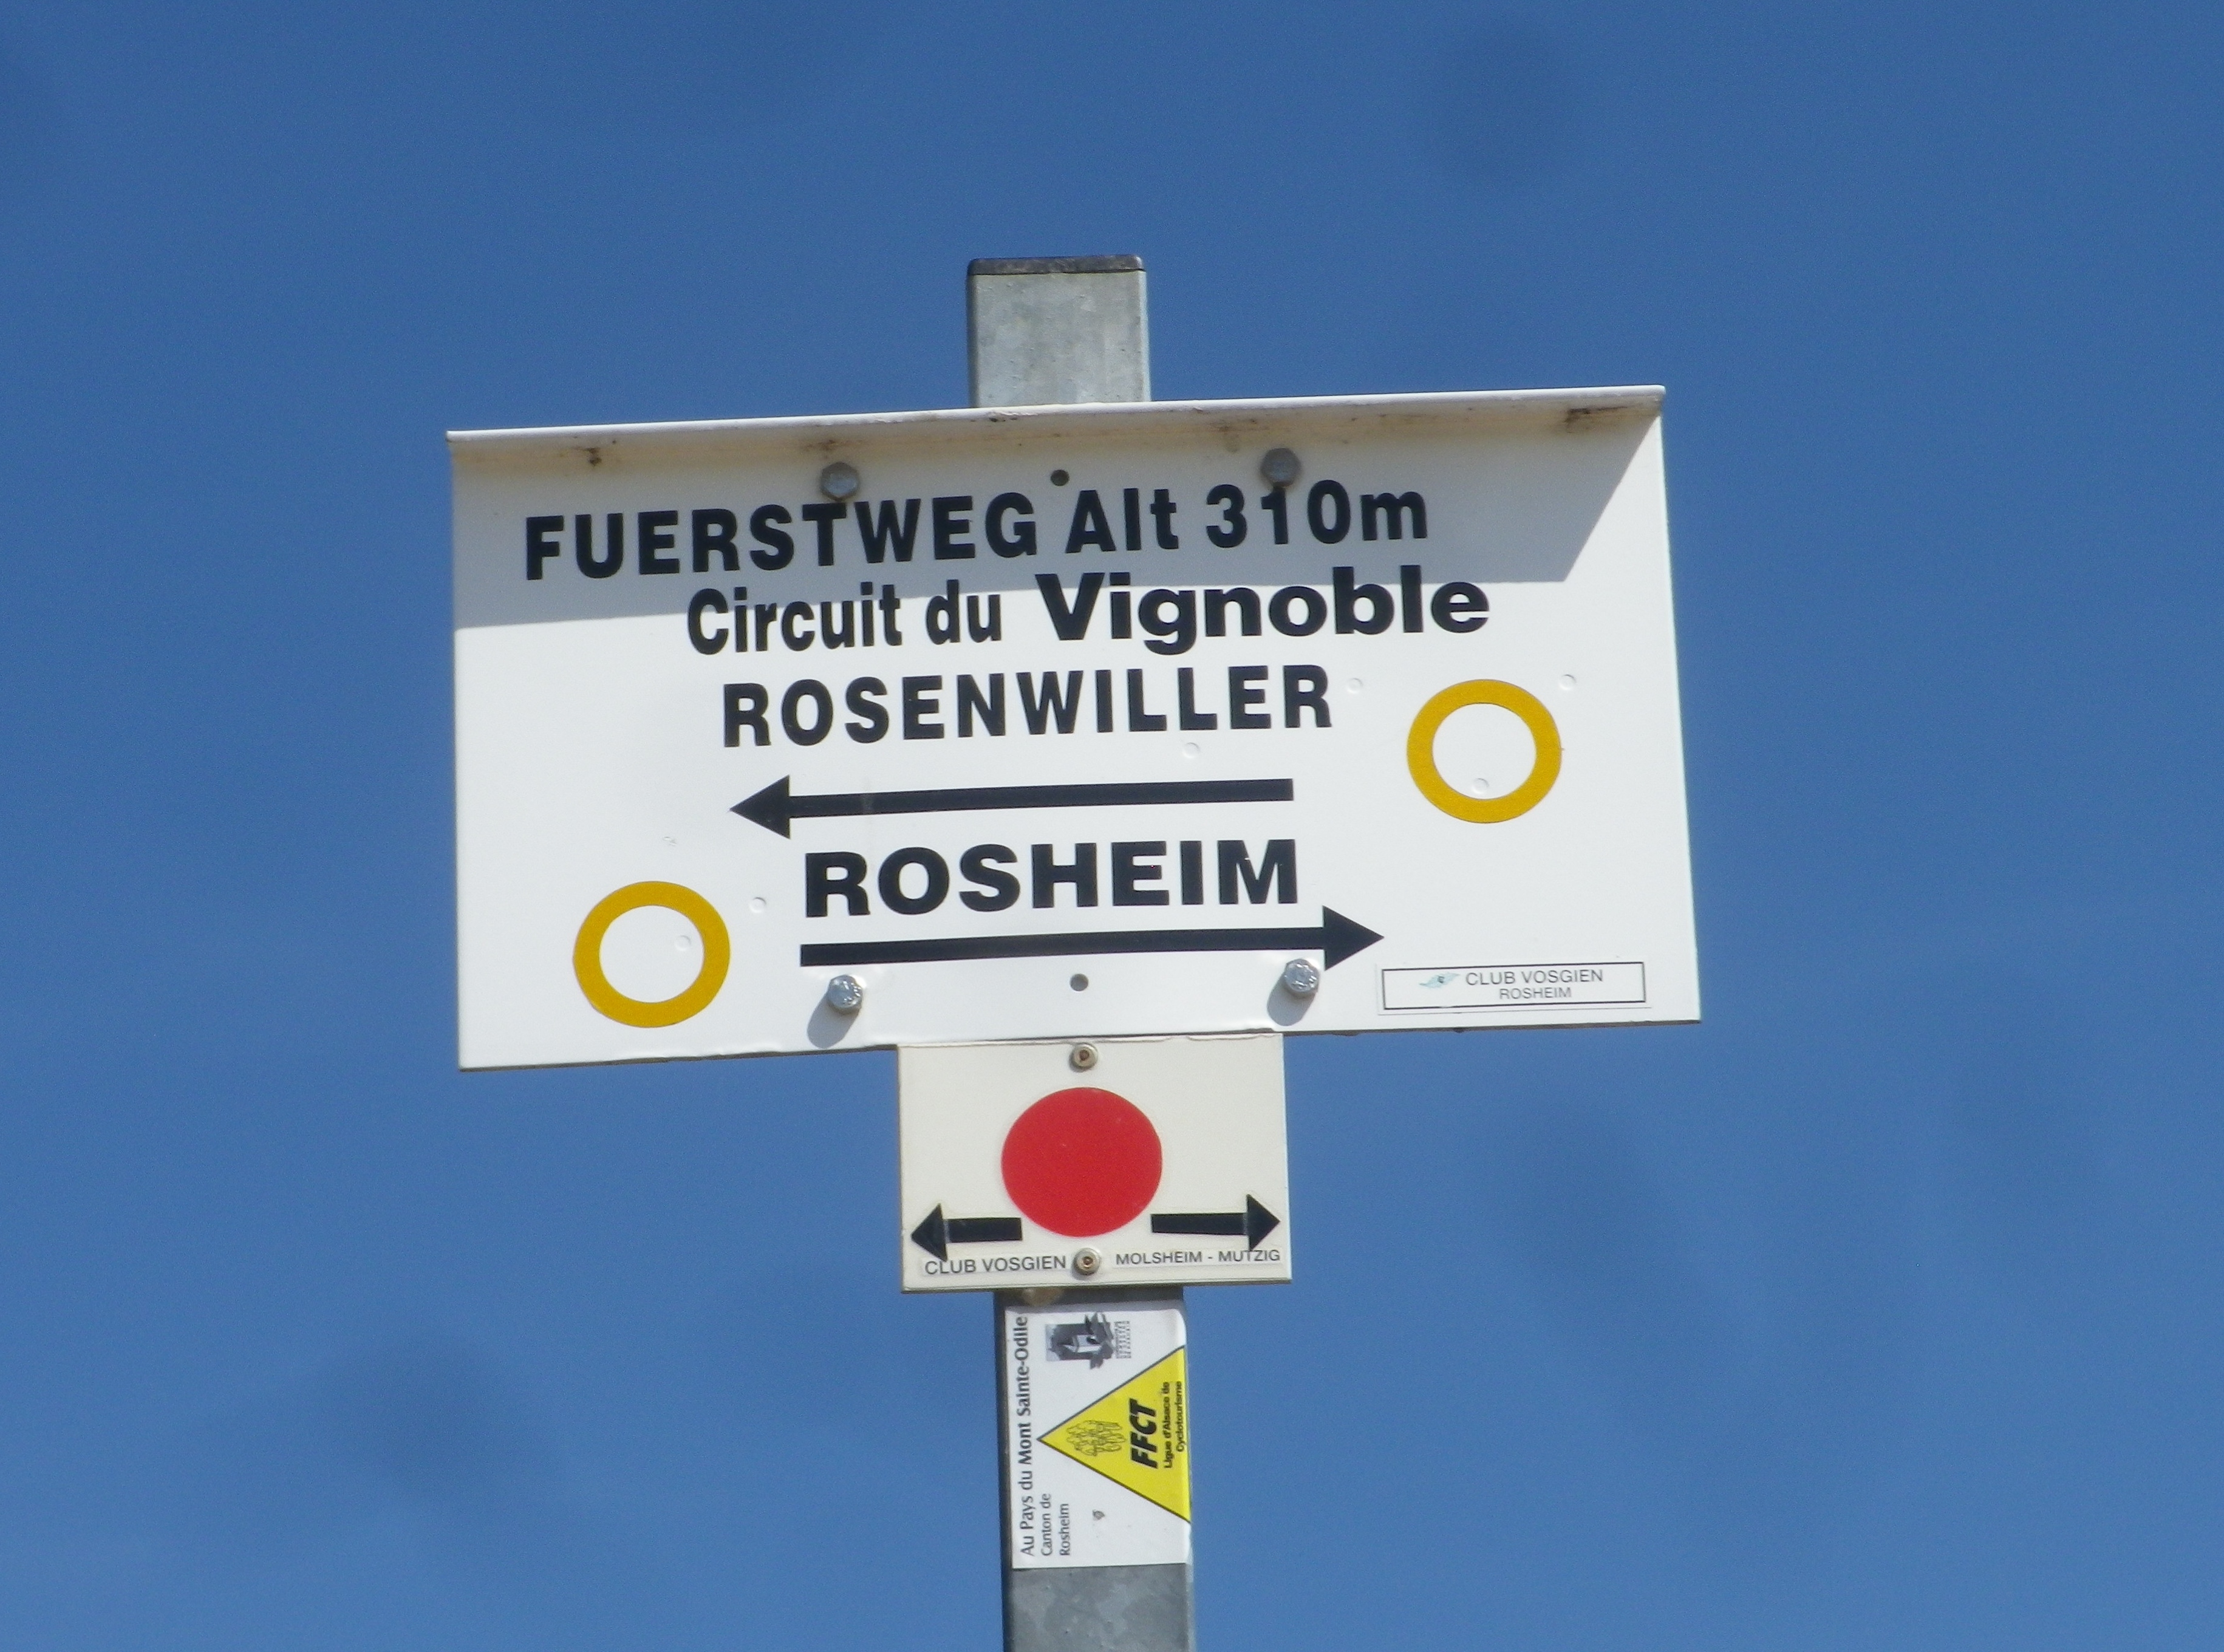 FUERSTWEG Alt 310m
Circuit du Vignoble
ROSENWILLER
ROSHEIM
CLUB VOSGIEN
ROSHEIM
CLUB VOSGIEN MOLSHEIM - MUTZIG
Au Pays du Mont Sainte-Odile
Canton de
Rosheim
FFCT
Ligue d'Alsace de
Cyclotourisme